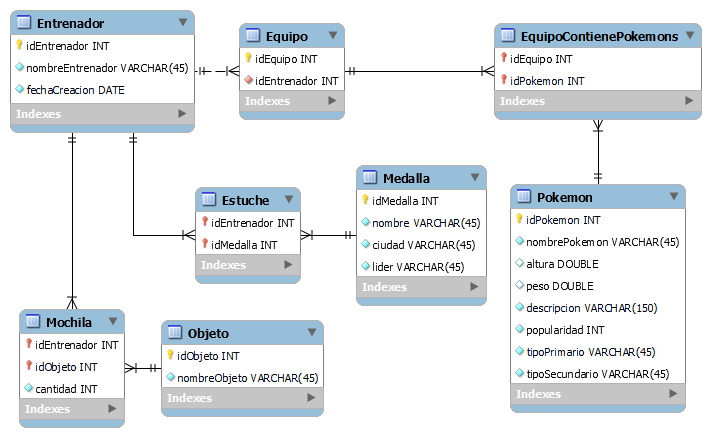 Entrenador
idEntrenador INT
nombreEntrenador VARCHAR(45)
fechaCreacion DATE
Indexes
Equipo
idEquipo INT
idEntrenador INT
Indexes
EquipoContienePokemons
idEquipo INT
idPokemon INT
Indexes
Estuche
idEntrenador INT
idMedalla INT
Indexes
Medalla
idMedalla INT
nombre VARCHAR(45)
ciudad VARCHAR(45)
lider VARCHAR(45)
Indexes
Pokemon
idPokemon INT
nombrePokemon VARCHAR(45)
altura DOUBLE
peso DOUBLE
descripcion VARCHAR(150)
popularidad INT
tipoPrimario VARCHAR(45)
tipoSecundario VARCHAR(45)
Indexes
Mochila
idEntrenador INT
idObjeto INT
cantidad INT
Indexes
Objeto
idObjeto INT
nombreObjeto VARCHAR(45)
Indexes